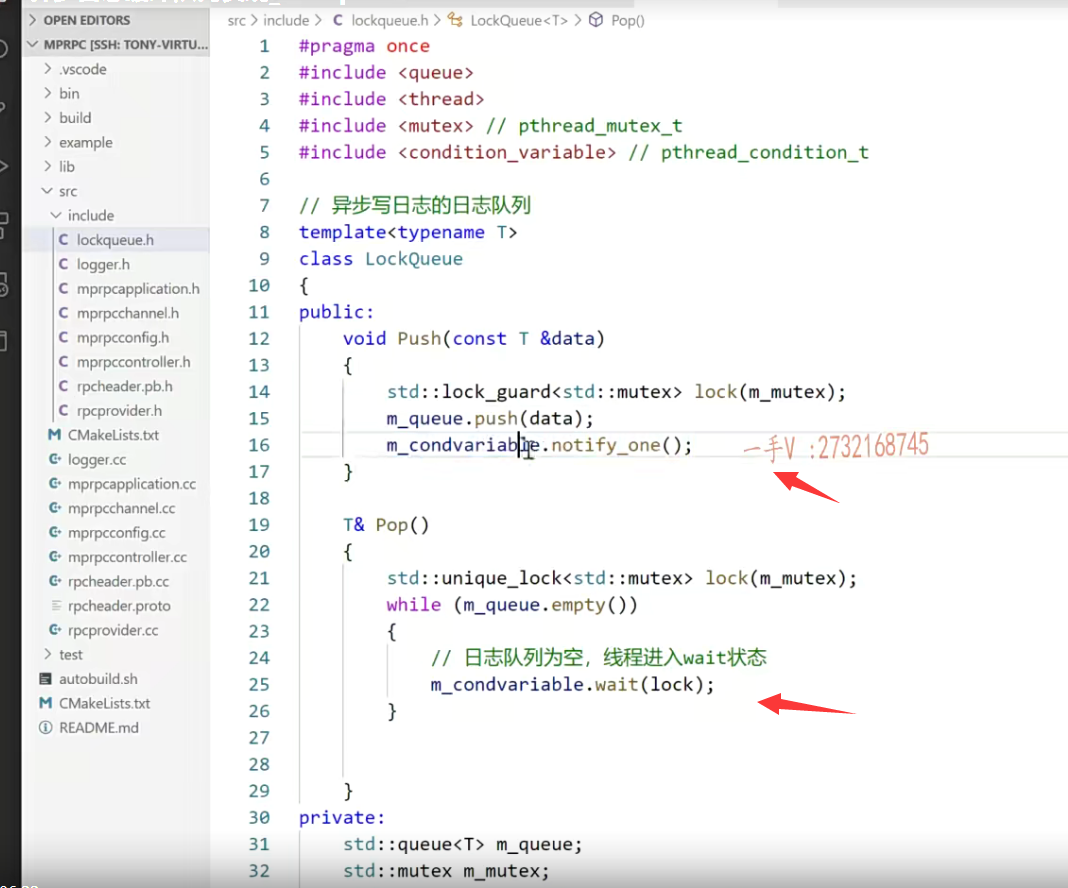 OPEN EDITORS
MPRPC [SSH: TONY-VIRTU...
.vscode
bin
build
example
lib
src
include
lockqueue.h
logger.h
mprpcapplication.h
mprpcchannel.h
mprpcconfig.h
mprpccontroller.h
rpcheader.pb.h
rpcprovider.h
CMakeLists.txt
logger.cc
mprpcapplication.cc
mprpcchannel.cc
mprpcconfig.cc
mprpccontroller.cc
rpcheader.pb.cc
rpcheader.proto
rpcprovider.cc
test
autobuild.sh
CMakeLists.txt
README.md
src > include > C lockqueue.h > LockQueue<T> > Pop()
1 #pragma once
2 #include <queue>
3 #include <thread>
4 #include <mutex> // pthread_mutex_t
5 #include <condition_variable> // pthread_condition_t
6
7 // 异步写日志的日志队列
8 template<typename T>
9 class LockQueue
10 {
11 public:
12 void Push(const T &data)
13 {
14 std::lock_guard<std::mutex> lock(m_mutex);
15 m_queue.push(data);
16 m_condvariable.notify_one(); 一手V :2732168745
17 }
18
19 T& Pop()
20 {
21 std::unique_lock<std::mutex> lock(m_mutex);
22 while (m_queue.empty())
23 {
24 // 日志队列为空，线程进入wait状态
25 m_condvariable.wait(lock);
26 }
27
28
29 }
30 private:
31 std::queue<T> m_queue;
32 std::mutex m_mutex;